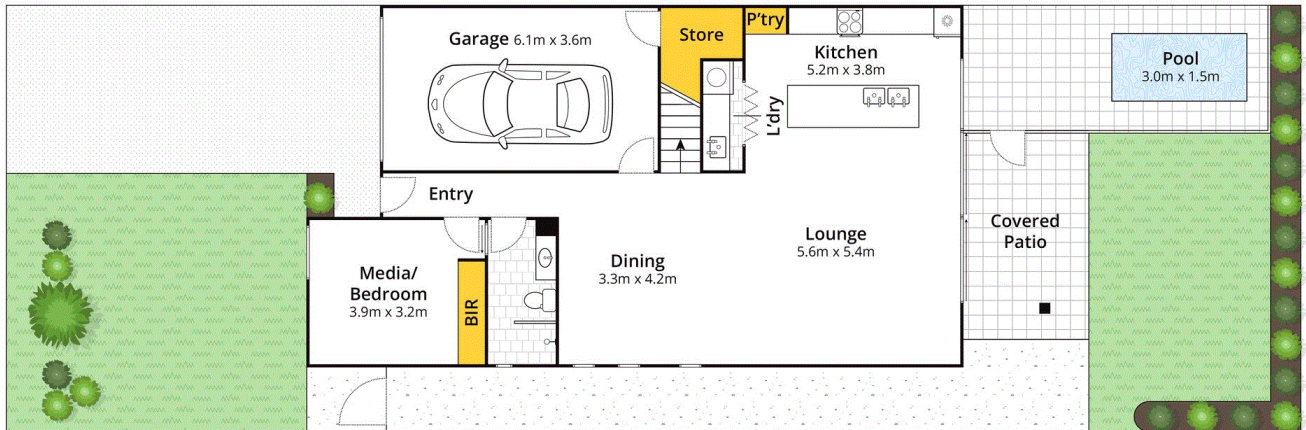 Garage 6.1m x 3.6m
Store
P'try
Kitchen
5.2m x 3.8m
Pool
3.0m x 1.5m
L'dry
Entry
Media/
Bedroom
3.9m x 3.2m
BIR
Dining
3.3m x 4.2m
Lounge
5.6m x 5.4m
Covered
Patio